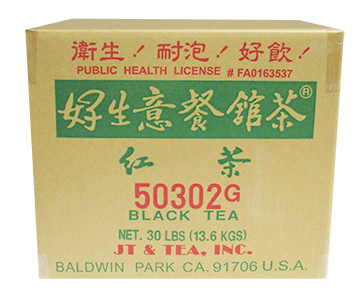 衛生！耐泡！好飲！
PUBLIC HEALTH LICENSE # FA0163537
好生意餐舘茶®
紅茶
50302G
BLACK TEA
NET. 30 LBS (13.6 KGS)
JT & TEA, INC.
BALDWIN PARK CA. 91706 U.S.A.